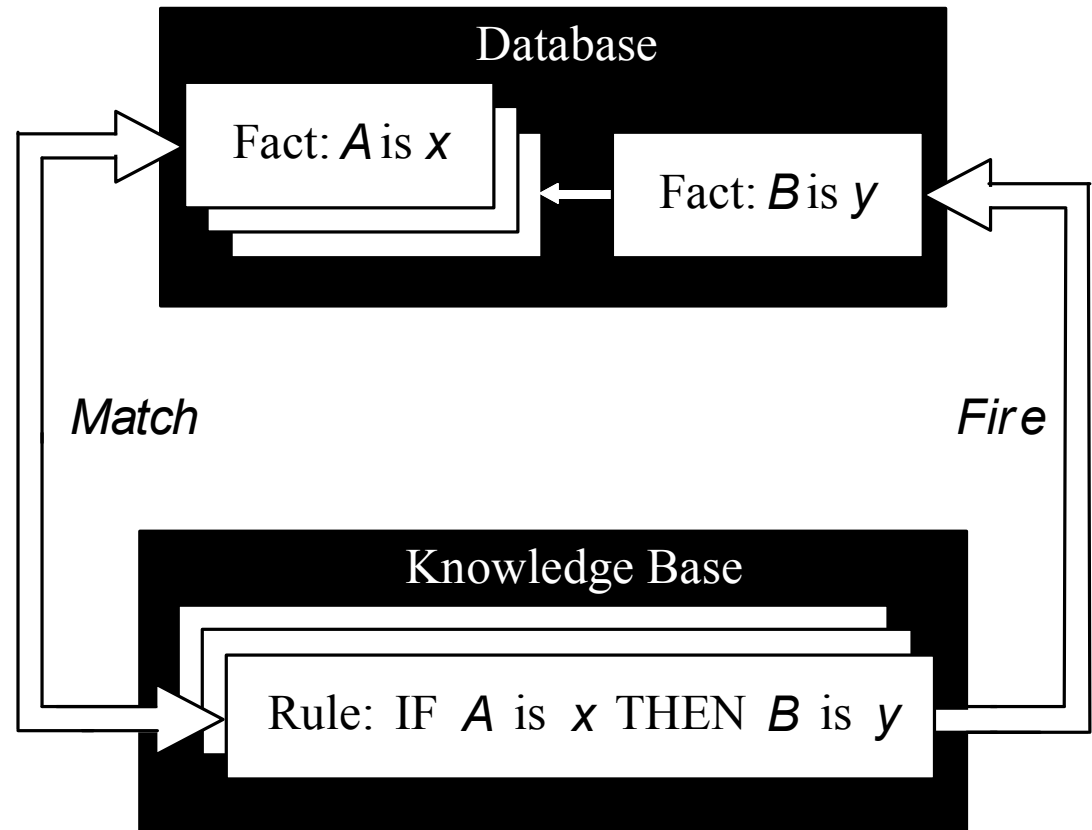 Database
Fact: A is x
Fact: B is y
Match
Fire
Knowledge Base
Rule: IF A is x THEN B is y